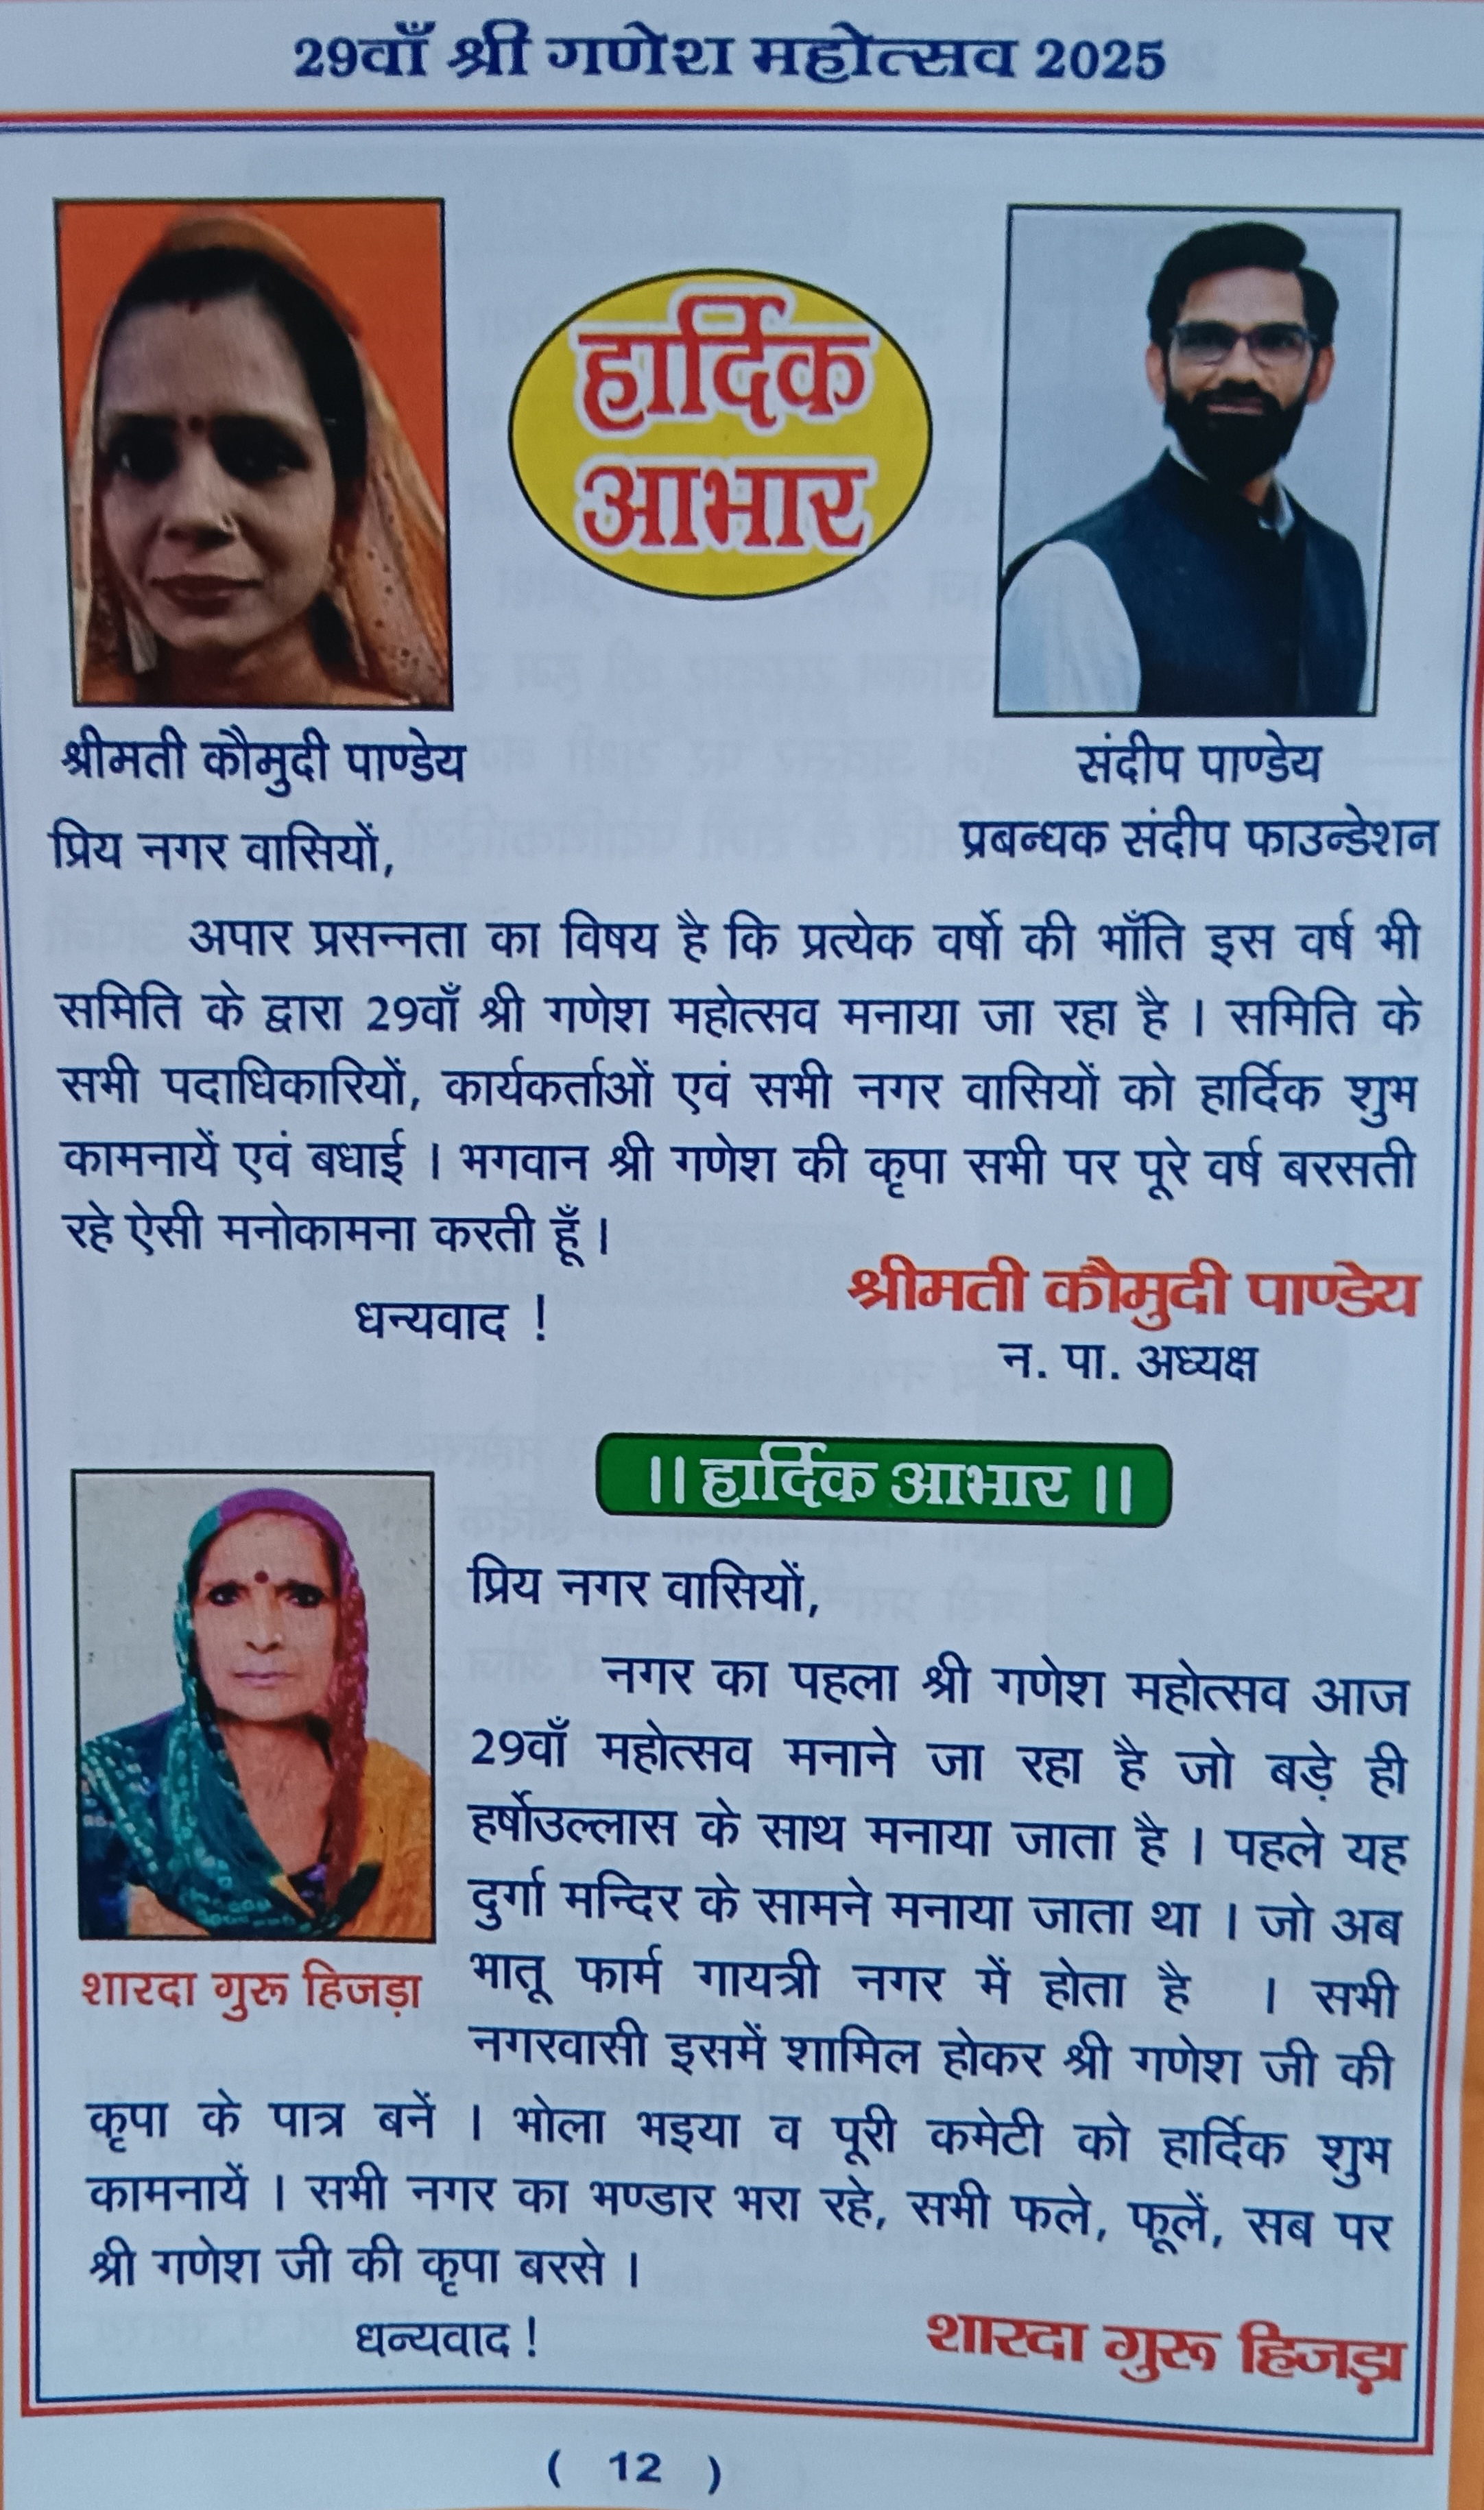 29वाँ श्री गणेश महोत्सव 2025
हार्दिक
आभार
श्रीमती कौमुदी पाण्डेय
संदीप पाण्डेय
प्रबन्धक संदीप फाउन्डेशन
प्रिय नगर वासियों,
अपार प्रसन्नता का विषय है कि प्रत्येक वर्षो की भाँति इस वर्ष भी
समिति के द्वारा 29वाँ श्री गणेश महोत्सव मनाया जा रहा है । समिति के
सभी पदाधिकारियों, कार्यकर्ताओं एवं सभी नगर वासियों को हार्दिक शुभ
कामनायें एवं बधाई । भगवान श्री गणेश की कृपा सभी पर पूरे वर्ष बरसती
रहे ऐसी मनोकामना करती हूँ ।
धन्यवाद !
श्रीमती कौमुदी पाण्डेय
न. पा. अध्यक्ष
।। हार्दिक आभार ।।
प्रिय नगर वासियों,
नगर का पहला श्री गणेश महोत्सव आज
29वाँ महोत्सव मनाने जा रहा है जो बड़े ही
हर्षोउल्लास के साथ मनाया जाता है । पहले यह
दुर्गा मन्दिर के सामने मनाया जाता था । जो अब
भातू फार्म गायत्री नगर में होता है । सभी
शारदा गुरू हिजड़ा
नगरवासी इसमें शामिल होकर श्री गणेश जी की
कृपा के पात्र बनें । भोला भइया व पूरी कमेटी को हार्दिक शुभ
कामनायें । सभी नगर का भण्डार भरा रहे, सभी फले, फूलें, सब पर
श्री गणेश जी की कृपा बरसे ।
धन्यवाद !
शारदा गुरू हिजड़ा
( 12 )